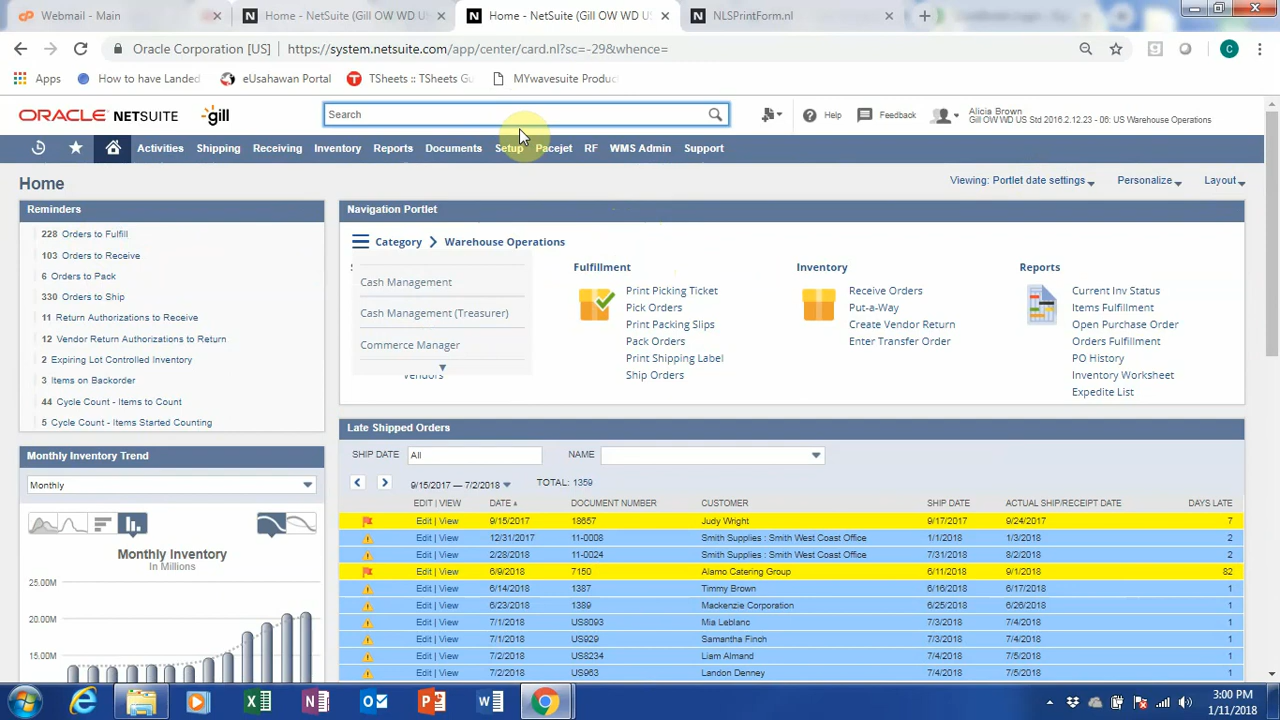 Webmail - Main
Home - NetSuite (Gill OW WD US
Home - NetSuite (Gill OW WD US
NLSPrintForm.nl
Oracle Corporation [US]
https://system.netsuite.com/app/center/card.nl?sc=-29&whence=
C
Apps
How to have Landed
eUsahawan Portal
TSheets :: TSheets Gu
MYwavesuite Produc
ORACLE NETSUITE
gill
Search
Help
Feedback
Alicia Brown
Gill OW WD US Std 2016.2.12.23 - 06: US Warehouse Operations
Activities Shipping Receiving Inventory Reports Documents Setup Pacejet RF WMS Admin Support
Home
Viewing: Portlet date settings
Personalize
Layout
Reminders
228 Orders to Fulfill
103 Orders to Receive
6 Orders to Pack
330 Orders to Ship
11 Return Authorizations to Receive
12 Vendor Return Authorizations to Return
2 Expiring Lot Controlled Inventory
3 Items on Backorder
44 Cycle Count - Items to Count
5 Cycle Count - Items Started Counting
Monthly Inventory Trend
Monthly
Monthly Inventory
In Millions
25.00M
20.00M
15.00M
Navigation Portlet
Category
Warehouse Operations
Cash Management
Cash Management (Treasurer)
Commerce Manager
Vendors
Fulfillment
Print Picking Ticket
Pick Orders
Print Packing Slips
Pack Orders
Print Shipping Label
Ship Orders
Inventory
Receive Orders
Put-a-Way
Create Vendor Return
Enter Transfer Order
Reports
Current Inv Status
Items Fulfillment
Open Purchase Order
Orders Fulfillment
PO History
Inventory Worksheet
Expedite List
Late Shipped Orders
SHIP DATE All NAME
9/15/2017 — 7/2/2018 TOTAL: 1359
EDIT | VIEW DATE DOCUMENT NUMBER CUSTOMER SHIP DATE ACTUAL SHIP/RECEIPT DATE DAYS LATE
Edit | View 9/15/2017 18657 Judy Wright 9/17/2017 9/24/2017 7
Edit | View 12/31/2017 11-0008 Smith Supplies : Smith West Coast Office 1/1/2018 1/3/2018 2
Edit | View 2/28/2018 11-0024 Smith Supplies : Smith West Coast Office 7/31/2018 8/2/2018 2
Edit | View 6/9/2018 7150 Alamo Catering Group 6/11/2018 9/1/2018 82
Edit | View 6/14/2018 1387 Timmy Brown 6/16/2018 6/17/2018 1
Edit | View 6/23/2018 1389 Mackenzie Corporation 6/25/2018 6/26/2018 1
Edit | View 7/1/2018 US8093 Mia Leblanc 7/3/2018 7/4/2018 1
Edit | View 7/1/2018 US929 Samantha Finch 7/3/2018 7/4/2018 1
Edit | View 7/2/2018 US8234 Liam Almand 7/4/2018 7/5/2018 1
Edit | View 7/2/2018 US963 Landon Denney 7/4/2018 7/5/2018 1
3:00 PM
1/11/2018